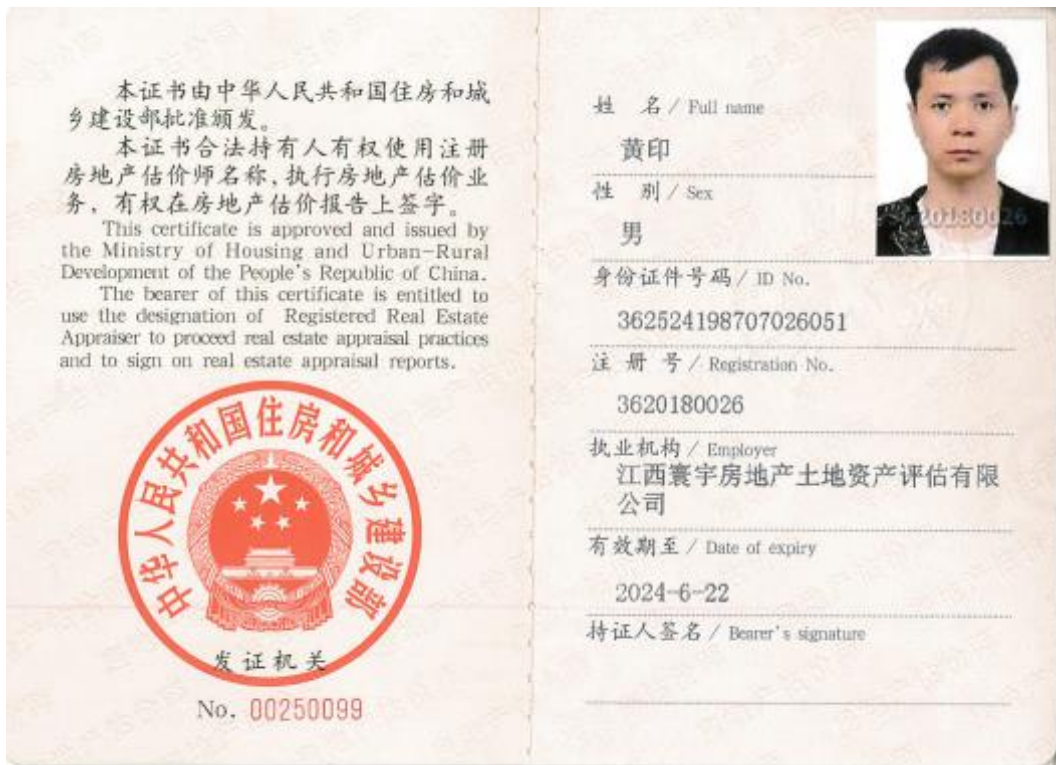 本证书由中华人民共和国住房和城
乡建设部批准颁发。
本证书合法持有人有权使用注册
房地产估价师名称，执行房地产估价业
务，有权在房地产估价报告上签字。
This certificate is approved and issued by
the Ministry of Housing and Urban-Rural
Development of the People's Republic of China.
The bearer of this certificate is entitled to
use the designation of Registered Real Estate
Appraiser to proceed real estate appraisal practices
and to sign on real estate appraisal reports.
中华人民共和国住房和城乡建设部
发证机关
No. 00250099
姓 名 / Full name
黄印
性 别 / Sex
男
身份证件号码 / ID No.
362524198707026051
注 册 号 / Registration No.
3620180026
执业机构 / Employer
江西寰宇房地产土地资产评估有限
公司
有效期至 / Date of expiry
2024-6-22
持证人签名 / Bearer's signature
20180026